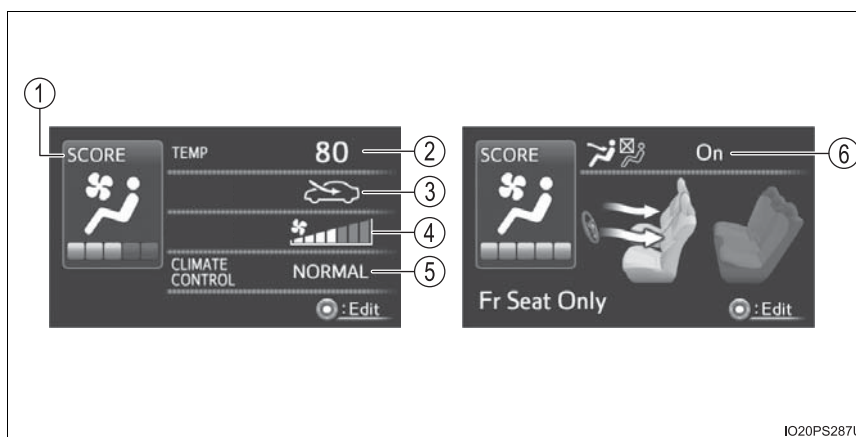 1
SCORE
TEMP
80
2
3
4
CLIMATE
CONTROL
NORMAL
5
:Edit
SCORE
On
6
Fr Seat Only
:Edit
IO20PS287U